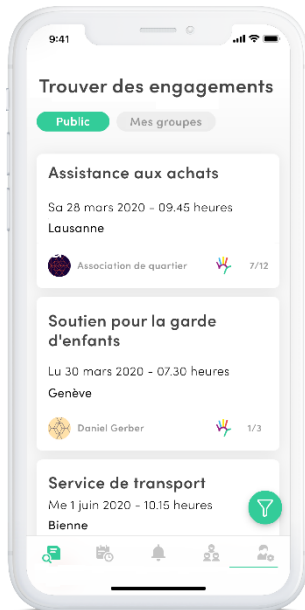 9:41
Trouver des engagements
Public
Mes groupes
Assistance aux achats
Sa 28 mars 2020 - 09.45 heures
Lausanne
Association de quartier
7/12
Soutien pour la garde
d'enfants
Lu 30 mars 2020 - 07.30 heures
Genève
Daniel Gerber
1/3
Service de transport
Me 1 juin 2020 - 10.15 heures
Bienne